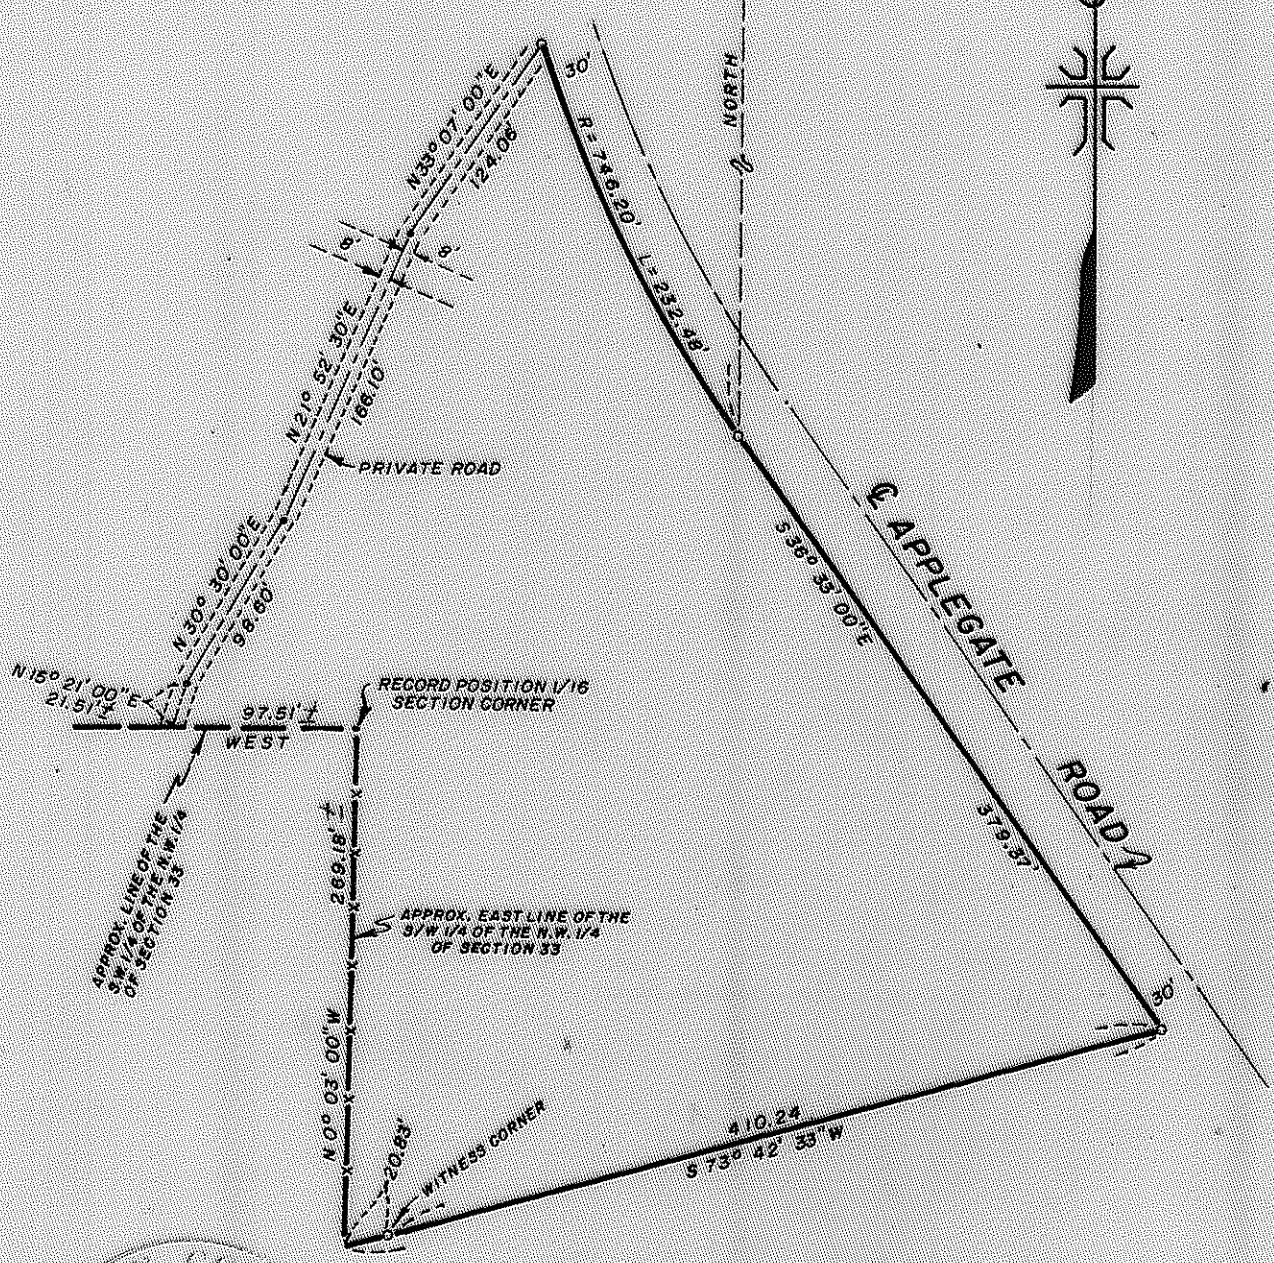 30'
NORTH
N 33° 07' 00" E
124.06'
R = 746.20'
L = 232.48'
8'
8'
N 21° 52' 30" E
166.10'
PRIVATE ROAD
℄ APPLEGATE
ROAD
S 36° 33' 00" E
379.37'
N 30° 30' 00" E
98.60'
N 15° 21' 00" E
21.51' ±
97.51' ±
WEST
RECORD POSITION 1/16
SECTION CORNER
APPROX. LINE OF THE
S.W. 1/4 OF THE N.W. 1/4
OF SECTION 33
269.18' ±
APPROX. EAST LINE OF THE
S/W 1/4 OF THE N.W. 1/4
OF SECTION 33
N 0° 03' 00" W
30'
20.83'
WITNESS CORNER
410.24
S 73° 42' 33" W